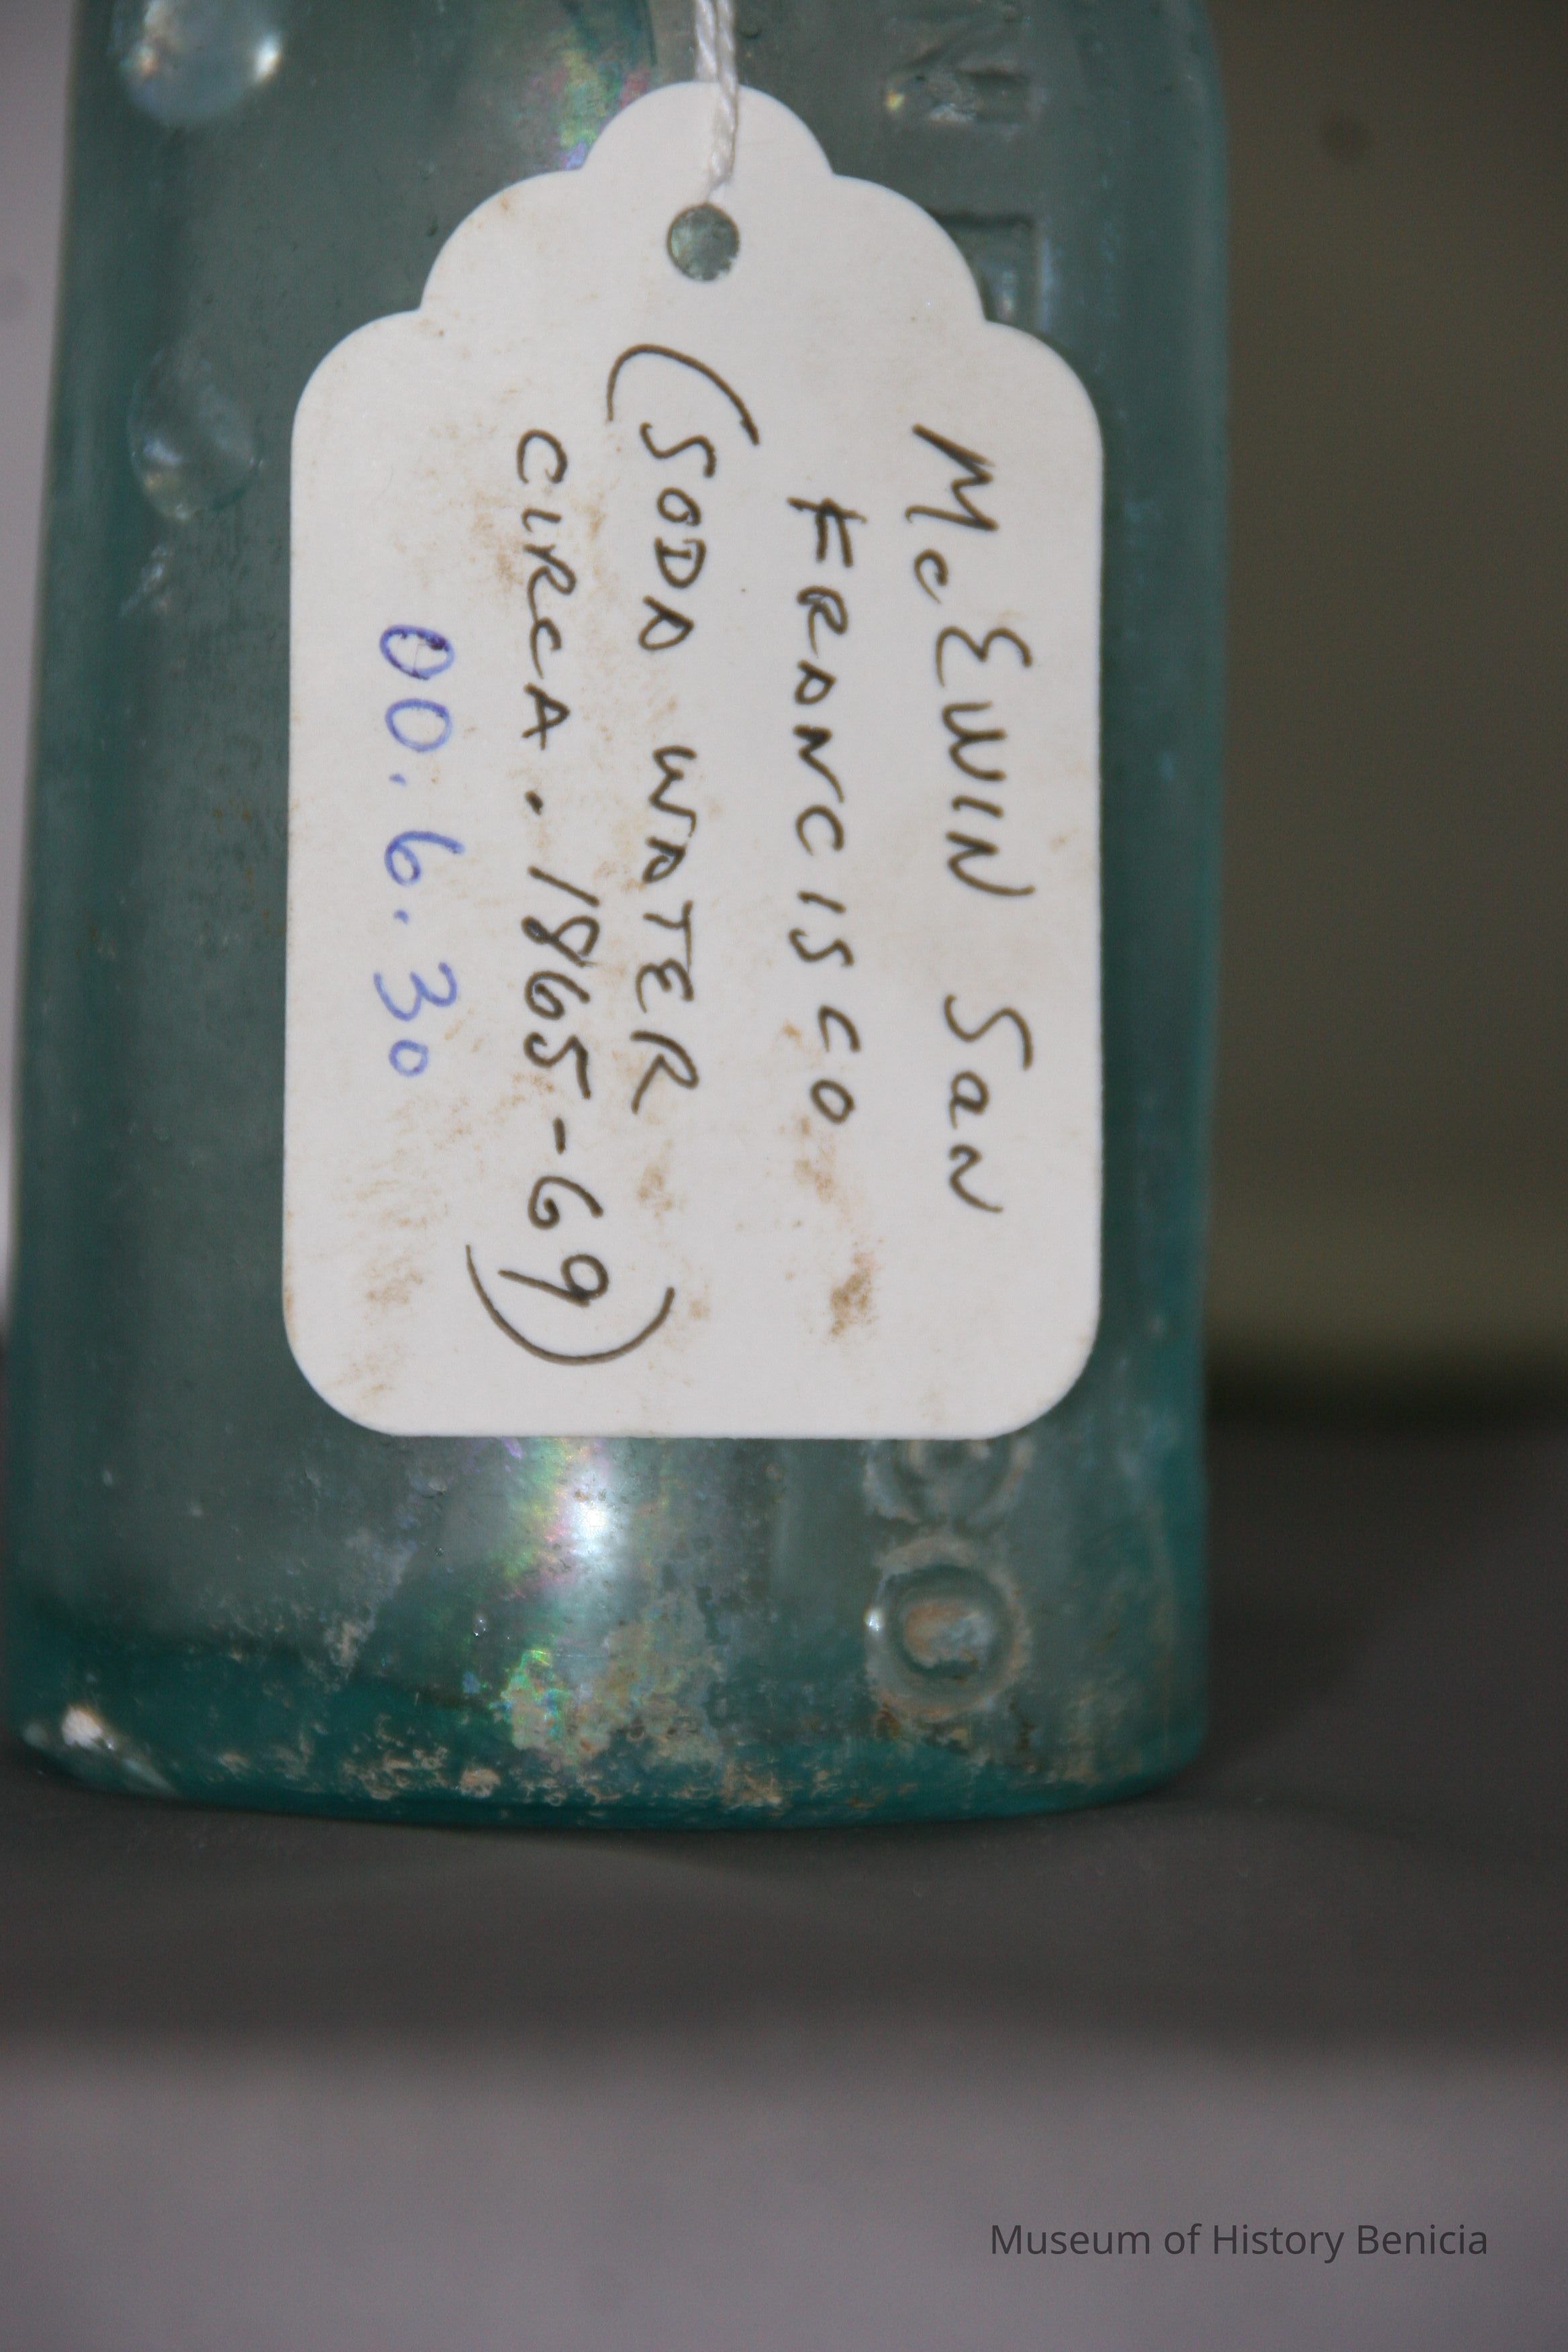 McEWIN San
FRANCISCO
(SODA WATER
CIRCA. 1865-69)
00.6.30
Museum of History Benicia